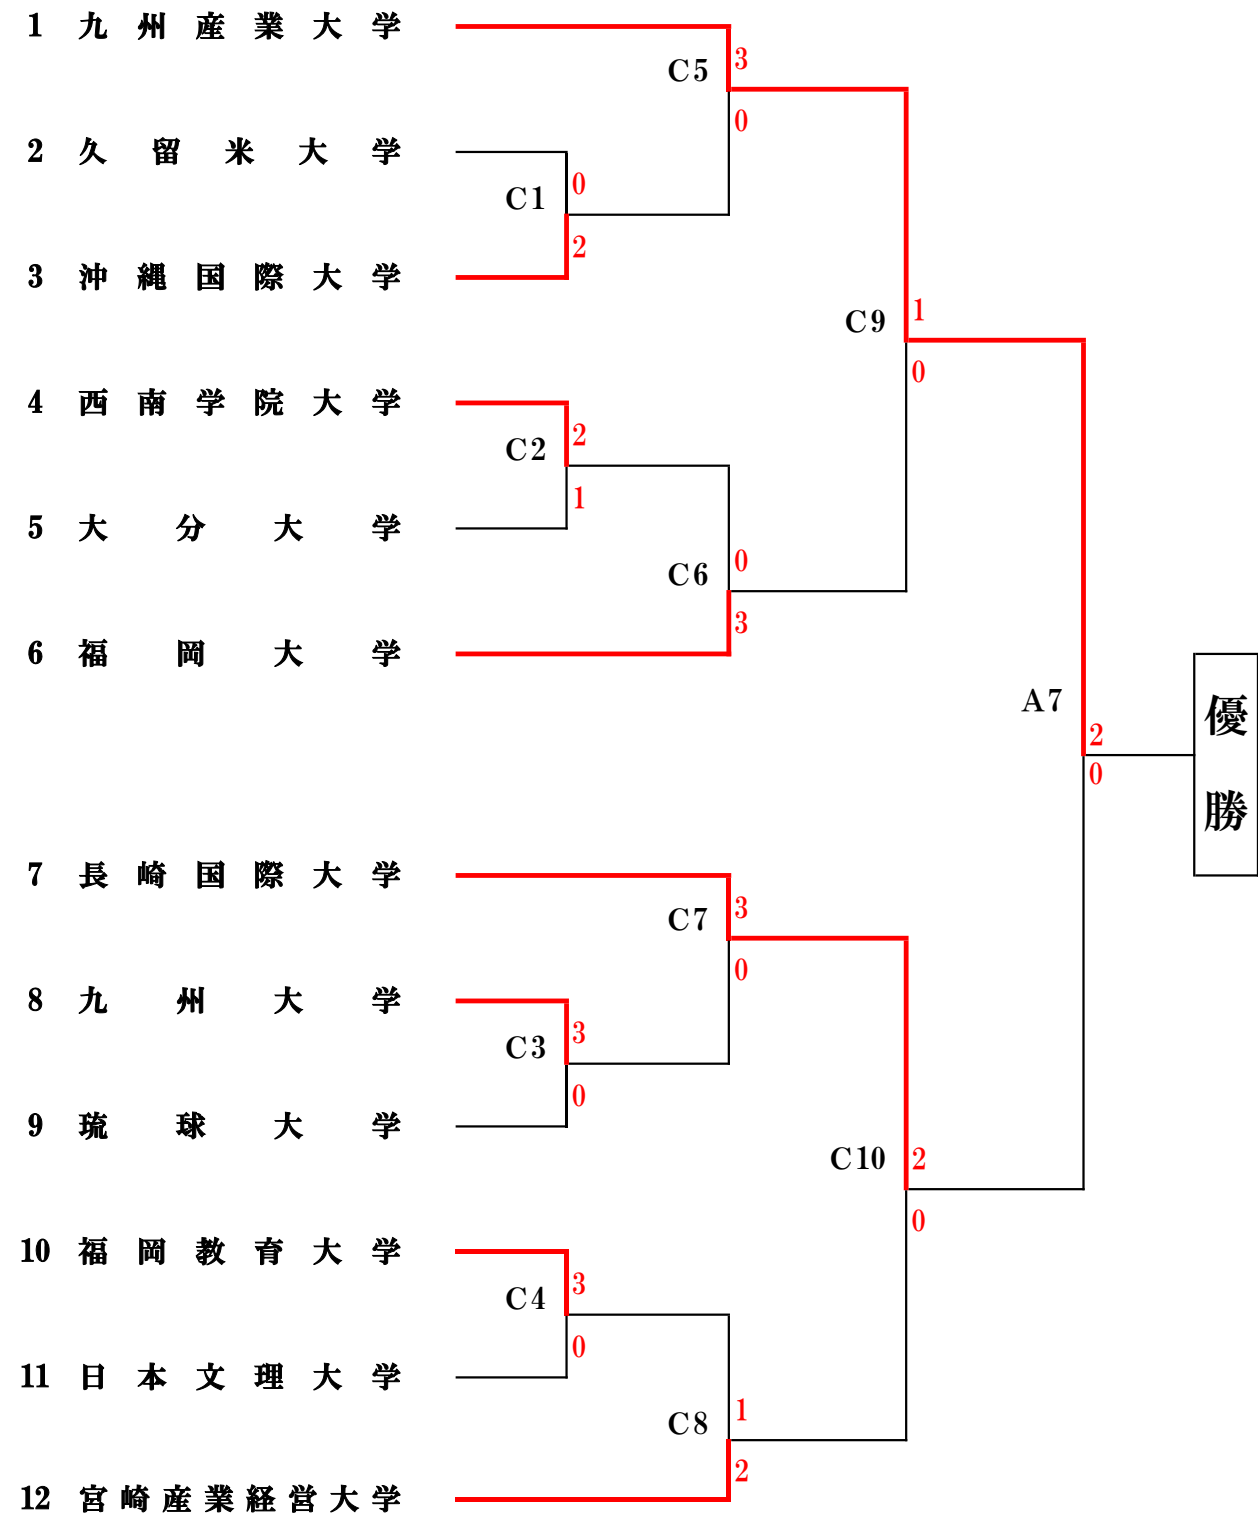 1 九州産業大学
3
C5
0
2 久留米大学
0
C1
2
3 沖縄国際大学
1
C9
0
4 西南学院大学
2
C2
1
5 大分大学
0
C6
3
6 福岡大学
A7
2
0
優勝
7 長崎国際大学
3
C7
0
8 九州大学
3
C3
0
9 琉球大学
2
C10
0
10 福岡教育大学
3
C4
0
11 日本文理大学
1
C8
2
12 宮崎産業経営大学